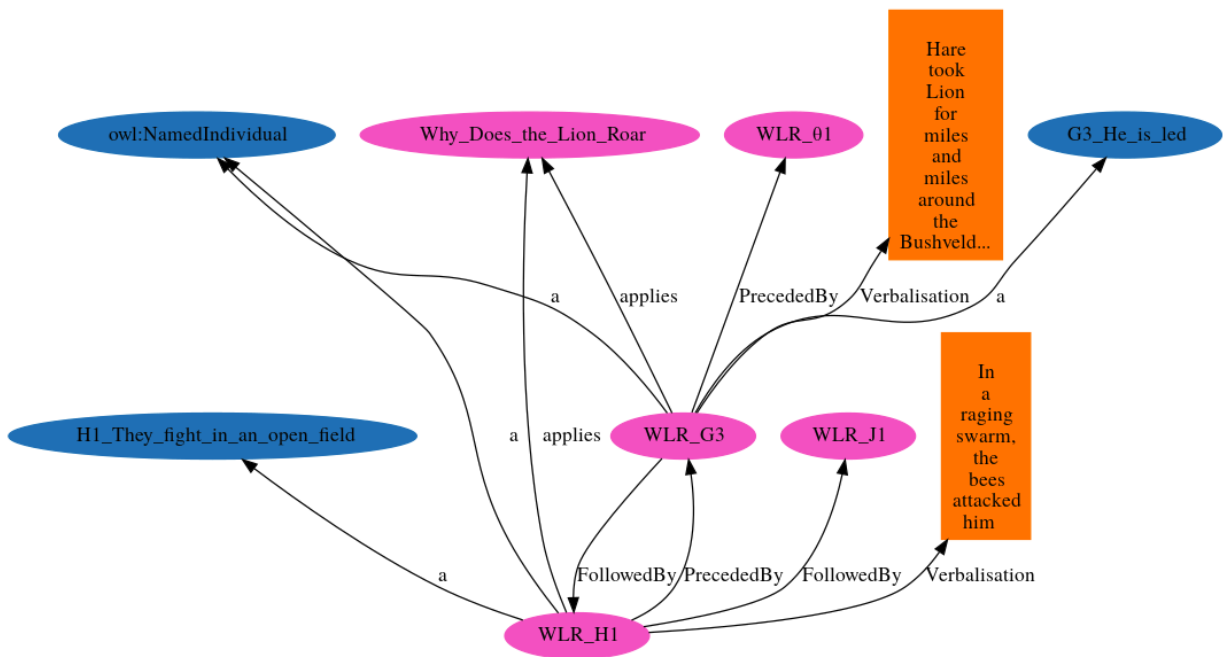 Hare
took
Lion
for
miles
and
miles
around
the
Bushveld...
owl:NamedIndividual
Why_Does_the_Lion_Roar
WLR_θ1
G3_He_is_led
a
applies
PrecededBy
Verbalisation
a
In
a
raging
swarm,
the
bees
attacked
him
H1_They_fight_in_an_open_field
a
applies
WLR_G3
WLR_J1
a
FollowedBy
PrecededBy
FollowedBy
Verbalisation
WLR_H1